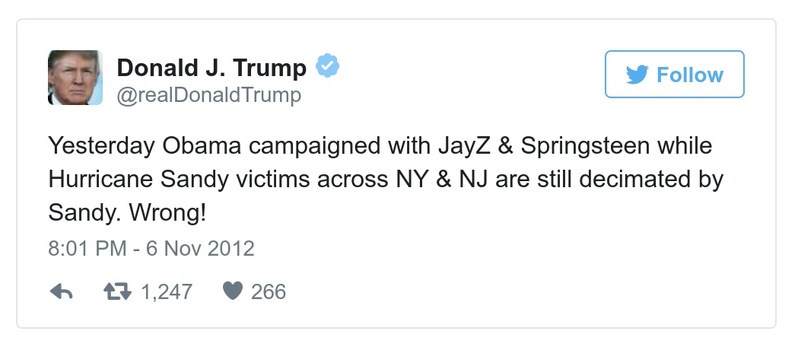 Donald J. Trump
@realDonaldTrump
Follow
Yesterday Obama campaigned with JayZ & Springsteen while
Hurricane Sandy victims across NY & NJ are still decimated by
Sandy. Wrong!
8:01 PM - 6 Nov 2012
1,247 266